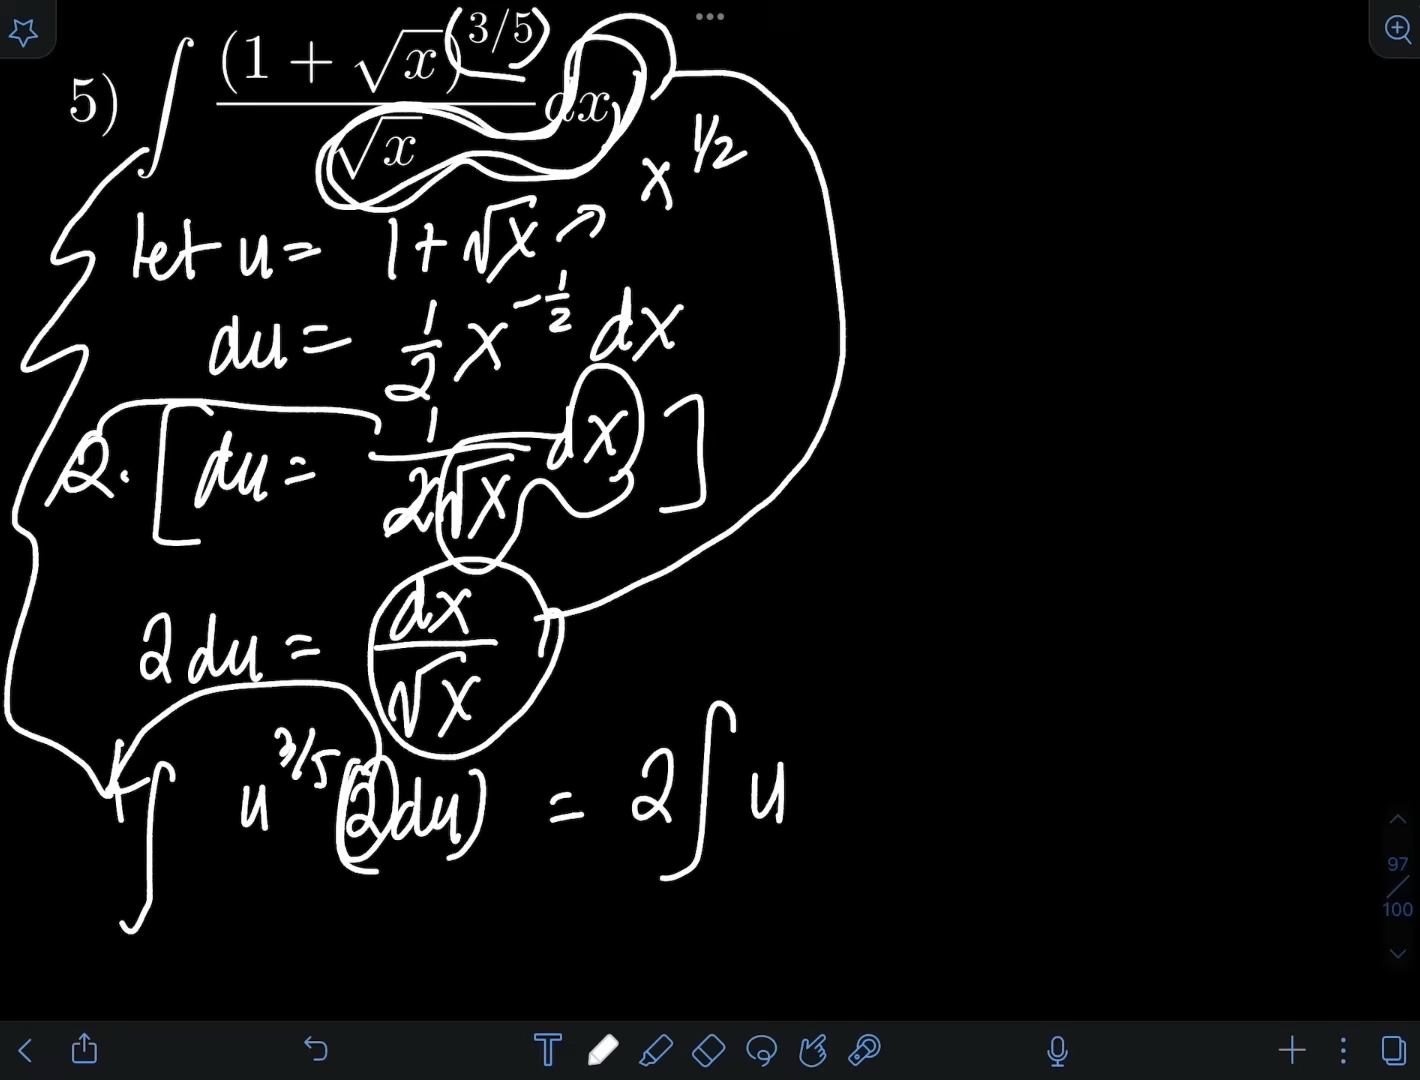 5) ∫ (1 + √x)^(3/5) / √x dx
x^1/2
let u = 1 + √x
du = 1/2 x^-1/2 dx
2. [ du = 1/2√x dx ]
2du = dx/√x
∫ u^3/5 (2du) = 2∫ u
97
100
T